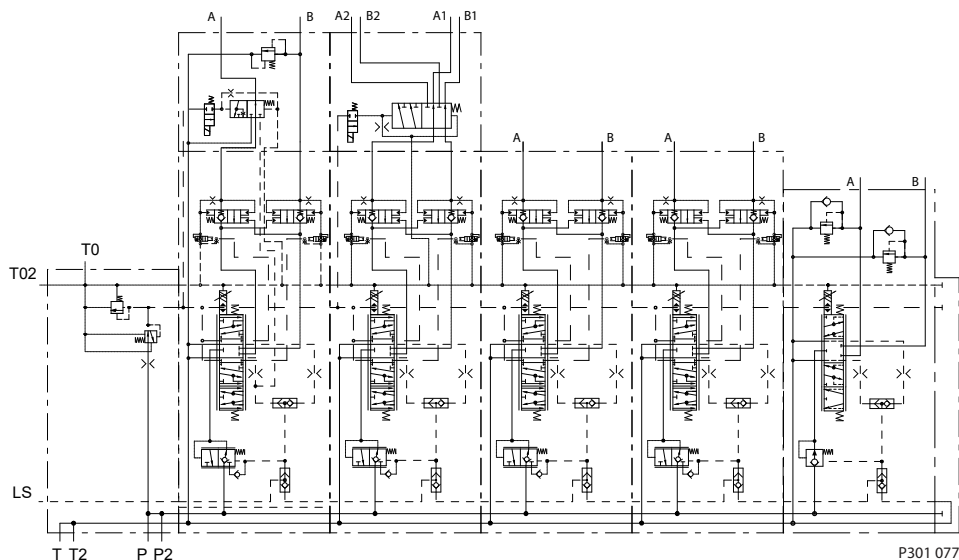 A B A2 B2 A1 B1
A B A B
A B
T0
T02
LS
T T2 P P2
P301 077